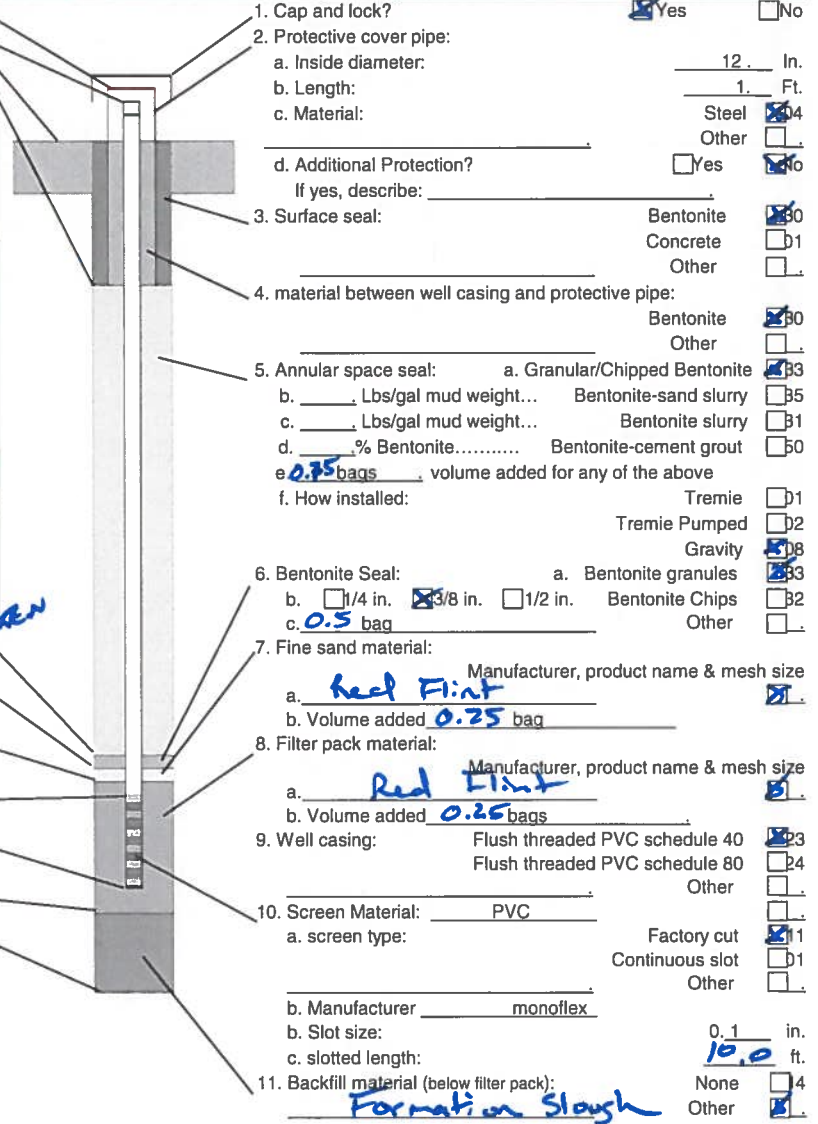 1. Cap and lock? Yes No
2. Protective cover pipe:
a. Inside diameter: 12. In.
b. Length: 1. Ft.
c. Material: Steel 04
Other .
d. Additional Protection? Yes No
If yes, describe: .
3. Surface seal: Bentonite 30
Concrete 01
Other .
4. material between well casing and protective pipe:
Bentonite 30
Other .
5. Annular space seal: a. Granular/Chipped Bentonite 33
b. . Lbs/gal mud weight... Bentonite-sand slurry 35
c. . Lbs/gal mud weight... Bentonite slurry 31
d. .% Bentonite........... Bentonite-cement grout 50
e 0.75 bags . volume added for any of the above
f. How installed: Tremie 01
Tremie Pumped 02
Gravity 08
6. Bentonite Seal: a. Bentonite granules 33
b. 1/4 in. 3/8 in. 1/2 in. Bentonite Chips 32
c. 0.5 bag Other .
7. Fine sand material:
Manufacturer, product name & mesh size
a. Red Flint .
b. Volume added 0.25 bag
8. Filter pack material:
Manufacturer, product name & mesh size
a. Red Flint .
b. Volume added 0.25 bags .
9. Well casing: Flush threaded PVC schedule 40 23
Flush threaded PVC schedule 80 24
Other .
10. Screen Material: PVC .
a. screen type: Factory cut 11
Continuous slot 01
Other .
b. Manufacturer monoflex
b. Slot size: 0.1 in.
c. slotted length: 10.0 ft.
11. Backfill material (below filter pack): None 14
Formation Slough Other .